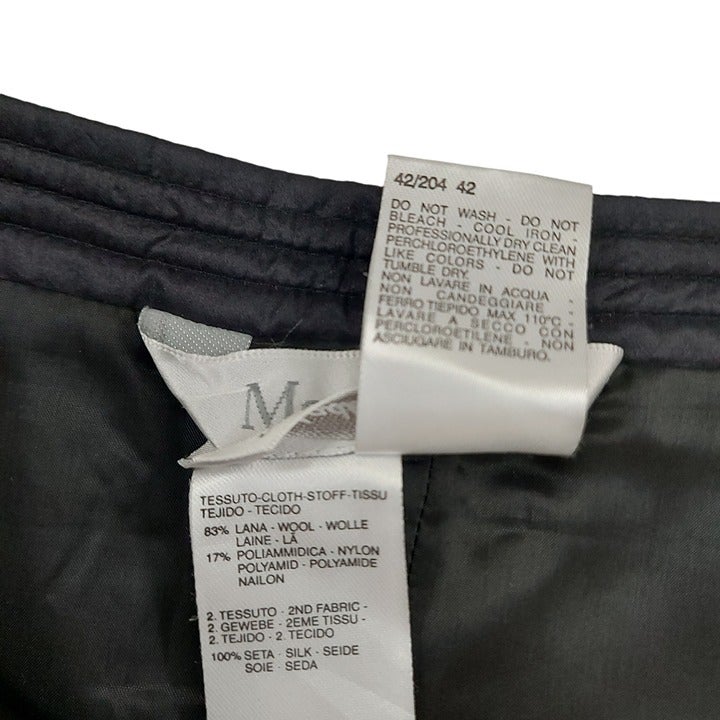 42/204 42
DO NOT WASH - DO NOT
BLEACH - COOL IRON -
PROFESSIONALLY DRY CLEAN
PERCHLOROETHYLENE WITH
LIKE COLORS - DO NOT
TUMBLE DRY.
NON LAVARE IN ACQUA -
NON CANDEGGIARE -
FERRO TIEPIDO MAX 110°C -
LAVARE A SECCO CON
PERCLOROETILENE - NON
ASCIUGARE IN TAMBURO.
TESSUTO-CLOTH-STOFF-TISSU
TEJIDO - TECIDO
83% LANA - WOOL - WOLLE
LAINE - LÃ
17% POLIAMMIDICA - NYLON
POLYAMID - POLYAMIDE
NAILON
2. TESSUTO - 2ND FABRIC -
2. GEWEBE - 2EME TISSU -
2. TEJIDO - 2. TECIDO
100% SETA - SILK - SEIDE
SOIE - SEDA